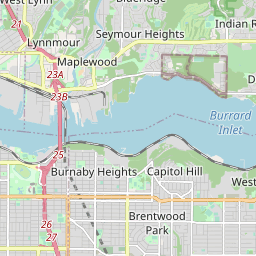 West Lynn
Blueridge
21
Indian R
Seymour Heights
Lynnmour
Maplewood
23A
D
23B
Burrard
Inlet
25
Burnaby Heights
Capitol Hill
West
Brentwood
Park
26
27